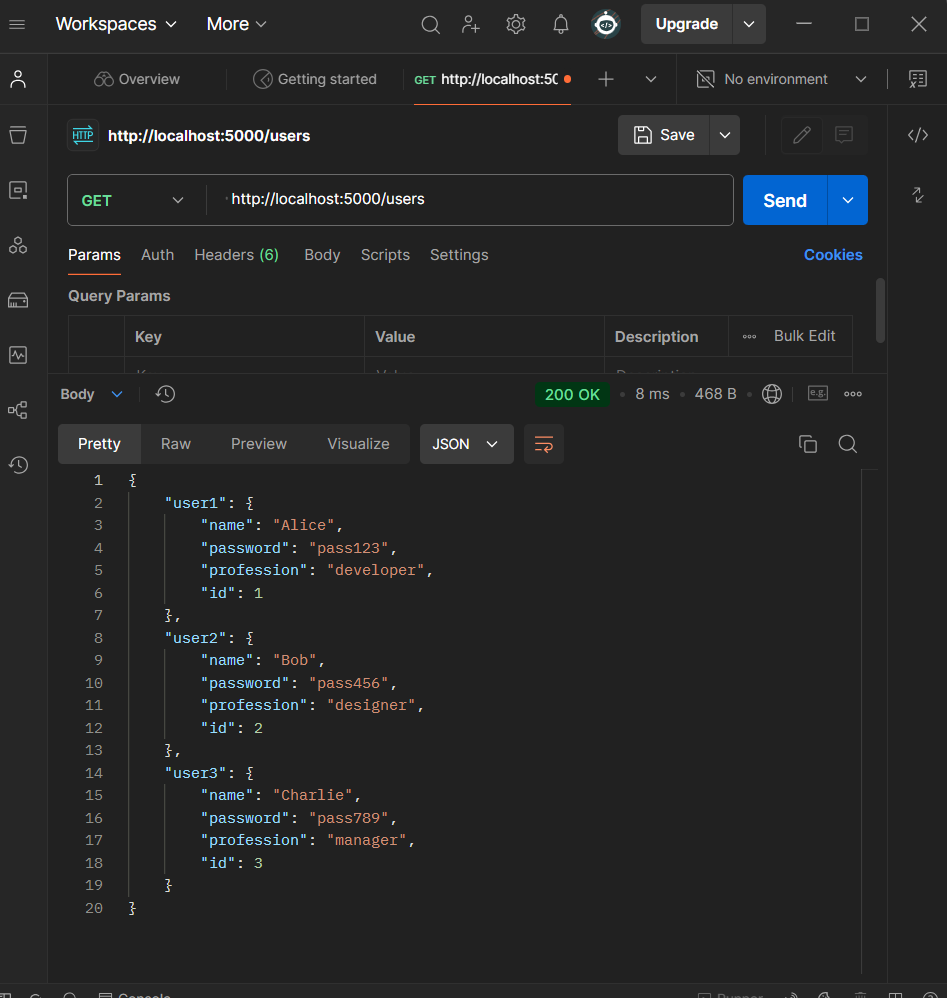 Workspaces More Upgrade
Overview Getting started GET http://localhost:50 No environment
HTTP http://localhost:5000/users Save
GET http://localhost:5000/users Send
Params Auth Headers (6) Body Scripts Settings Cookies
Query Params
Key Value Description Bulk Edit
Key Value Description
Body 200 OK 8 ms 468 B e.g.
Pretty Raw Preview Visualize JSON
1 {
2 "user1": {
3 "name": "Alice",
4 "password": "pass123",
5 "profession": "developer",
6 "id": 1
7 },
8 "user2": {
9 "name": "Bob",
10 "password": "pass456",
11 "profession": "designer",
12 "id": 2
13 },
14 "user3": {
15 "name": "Charlie",
16 "password": "pass789",
17 "profession": "manager",
18 "id": 3
19 }
20 }
Console Runner